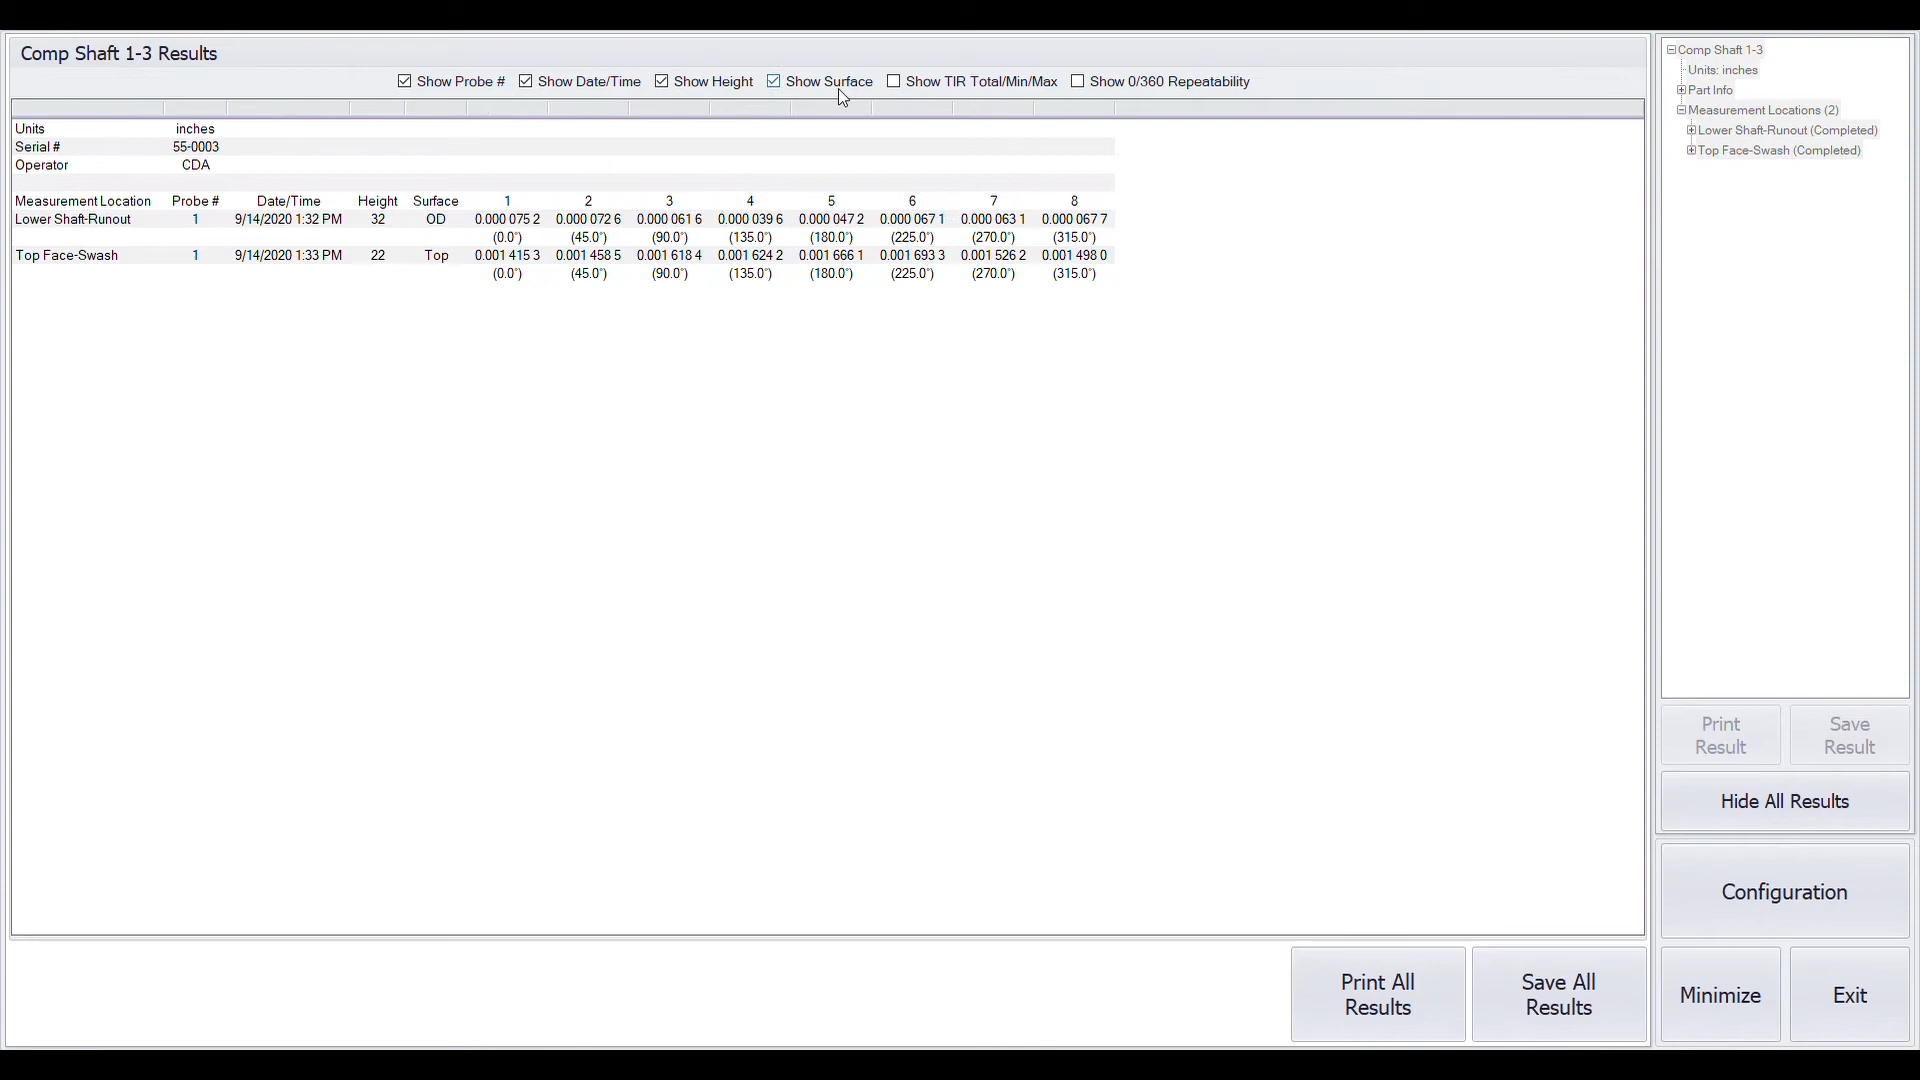 Comp Shaft 1-3 Results
Show Probe # Show Date/Time Show Height Show Surface Show TIR Total/Min/Max Show 0/360 Repeatability
Units inches
Serial # 55-0003
Operator CDA
Measurement Location Probe # Date/Time Height Surface 1 2 3 4 5 6 7 8
Lower Shaft-Runout 1 9/14/2020 1:32 PM 32 OD 0.000 075 2 0.000 072 6 0.000 061 6 0.000 039 6 0.000 047 2 0.000 067 1 0.000 063 1 0.000 067 7
(0.0°) (45.0°) (90.0°) (135.0°) (180.0°) (225.0°) (270.0°) (315.0°)
Top Face-Swash 1 9/14/2020 1:33 PM 22 Top 0.001 415 3 0.001 458 5 0.001 618 4 0.001 624 2 0.001 666 1 0.001 693 3 0.001 526 2 0.001 498 0
(0.0°) (45.0°) (90.0°) (135.0°) (180.0°) (225.0°) (270.0°) (315.0°)
Print All
Results
Save All
Results
Comp Shaft 1-3
Units: inches
Part Info
Measurement Locations (2)
Lower Shaft-Runout (Completed)
Top Face-Swash (Completed)
Print
Result
Save
Result
Hide All Results
Configuration
Minimize
Exit